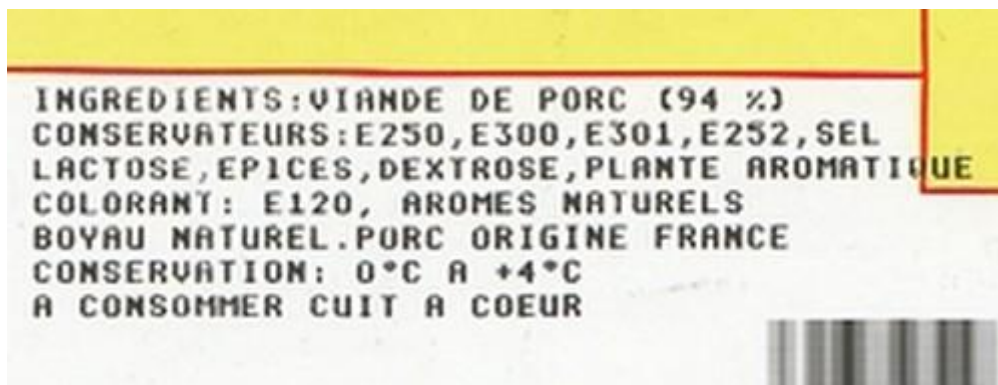 INGREDIENTS:VIANDE DE PORC (94 %)
CONSERVATEURS:E250,E300,E301,E252,SEL
LACTOSE,EPICES,DEXTROSE,PLANTE AROMATIQUE
COLORANT: E120, AROMES NATURELS
BOYAU NATUREL.PORC ORIGINE FRANCE
CONSERVATION: 0°C A +4°C
A CONSOMMER CUIT A COEUR